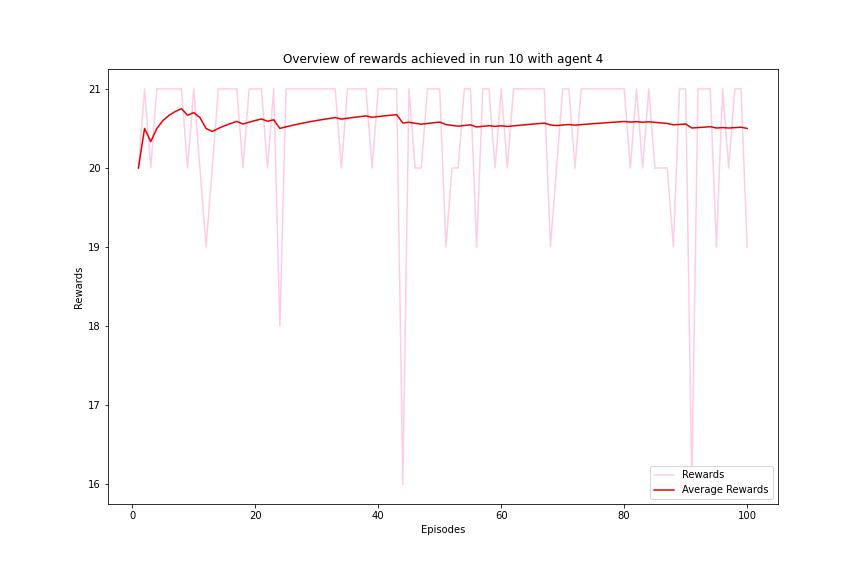 Overview of rewards achieved in run 10 with agent 4
21
20
19
18
17
16
Rewards
0 20 40 60 80 100
Episodes
Rewards
Average Rewards